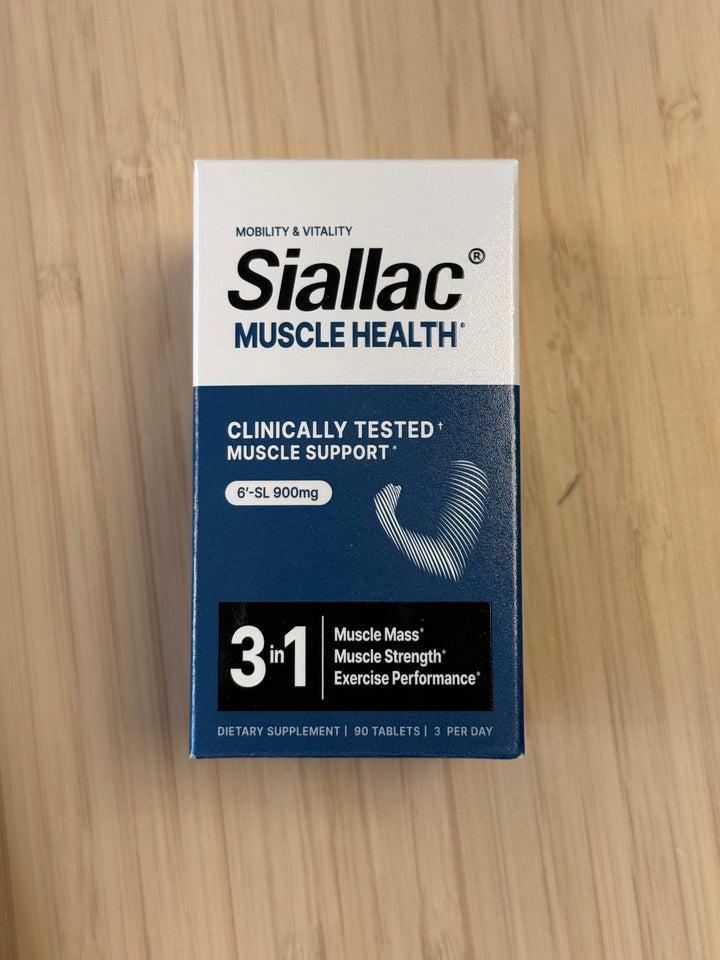 MOBILITY & VITALITY
Siallac®
MUSCLE HEALTH*
CLINICALLY TESTED†
MUSCLE SUPPORT*
6'-SL 900mg
3in1
Muscle Mass*
Muscle Strength*
Exercise Performance*
DIETARY SUPPLEMENT | 90 TABLETS | 3 PER DAY